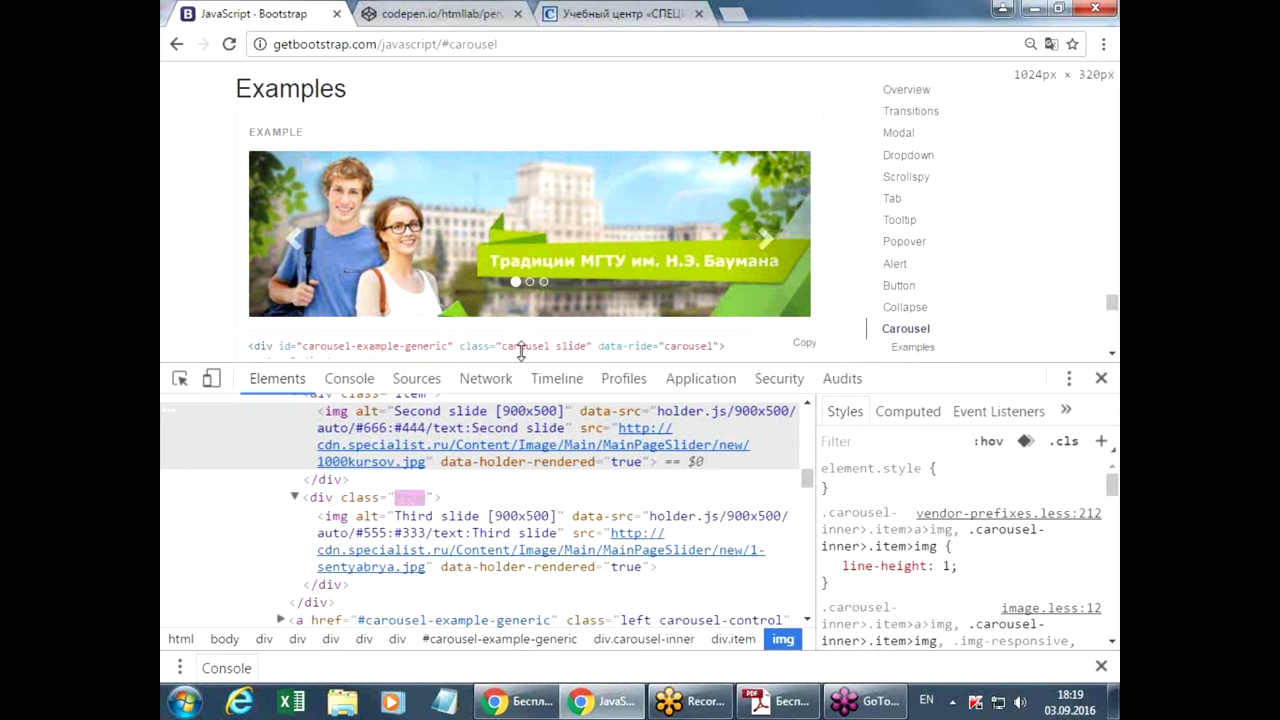 JavaScript · Bootstrap
codepen.io/htmllab/pen
Учебный центр «СПЕЦИ
getbootstrap.com/javascript/#carousel
1024px × 320px
Examples
EXAMPLE
Традиции МГТУ им. Н.Э. Баумана
<div id="carousel-example-generic" class="carousel slide" data-ride="carousel">
Copy
Overview
Transitions
Modal
Dropdown
Scrollspy
Tab
Tooltip
Popover
Alert
Button
Collapse
Carousel
Examples
Elements Console Sources Network Timeline Profiles Application Security Audits
<div class="item">
<img alt="Second slide [900x500]" data-src="holder.js/900x500/
auto/#666:#444/text:Second slide" src="http://
cdn.specialist.ru/Content/Image/Main/MainPageSlider/new/
1000kursov.jpg" data-holder-rendered="true"> == $0
</div>
<div class="item">
<img alt="Third slide [900x500]" data-src="holder.js/900x500/
auto/#555:#333/text:Third slide" src="http://
cdn.specialist.ru/Content/Image/Main/MainPageSlider/new/1-
sentyabrya.jpg" data-holder-rendered="true">
</div>
</div>
<a href="#carousel-example-generic" class="left carousel-control"
html body div div div div div #carousel-example-generic div.carousel-inner div.item img
Styles Computed Event Listeners »
Filter :hov .cls +
element.style {
}
.carousel- vendor-prefixes.less:212
inner>.item>a>img, .carousel-
inner>.item>img {
line-height: 1;
}
.carousel- image.less:12
inner>.item>a>img, .carousel-
inner>.item>img, .img-responsive,
Console
Беспл...
JavaS...
Recor...
PDF
Бесп...
GoTo...
EN
18:19
03.09.2016